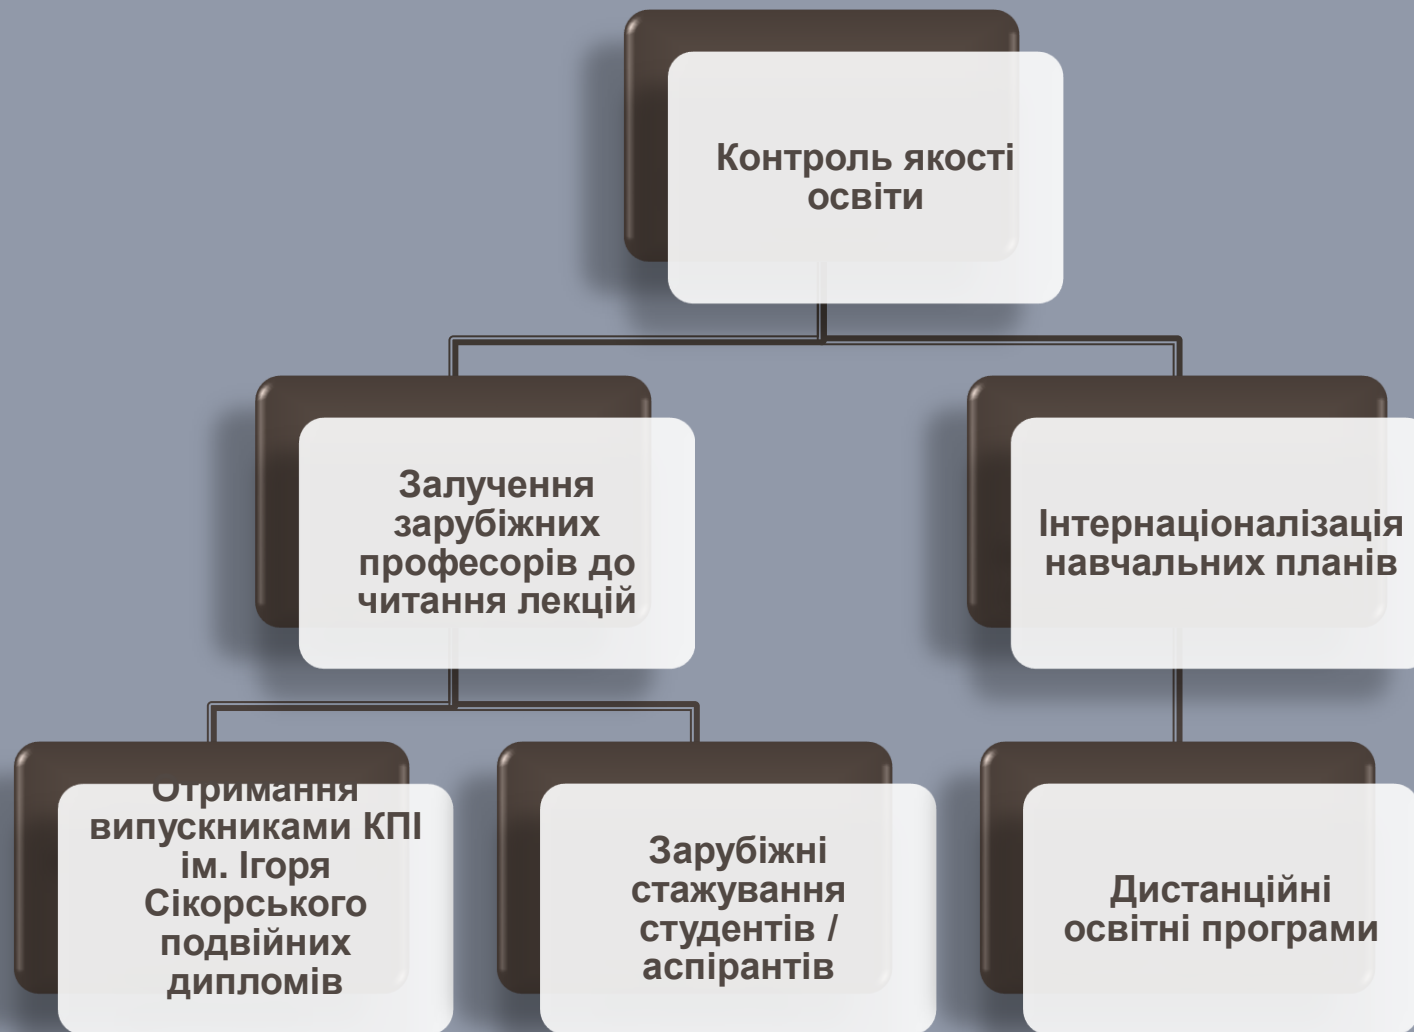 Контроль якості
освіти
Залучення
зарубіжних
професорів до
читання лекцій
Інтернаціоналізація
навчальних планів
Отримання
випускниками КПІ
ім. Ігоря
Сікорського
подвійних
дипломів
Зарубіжні
стажування
студентів /
аспірантів
Дистанційні
освітні програми